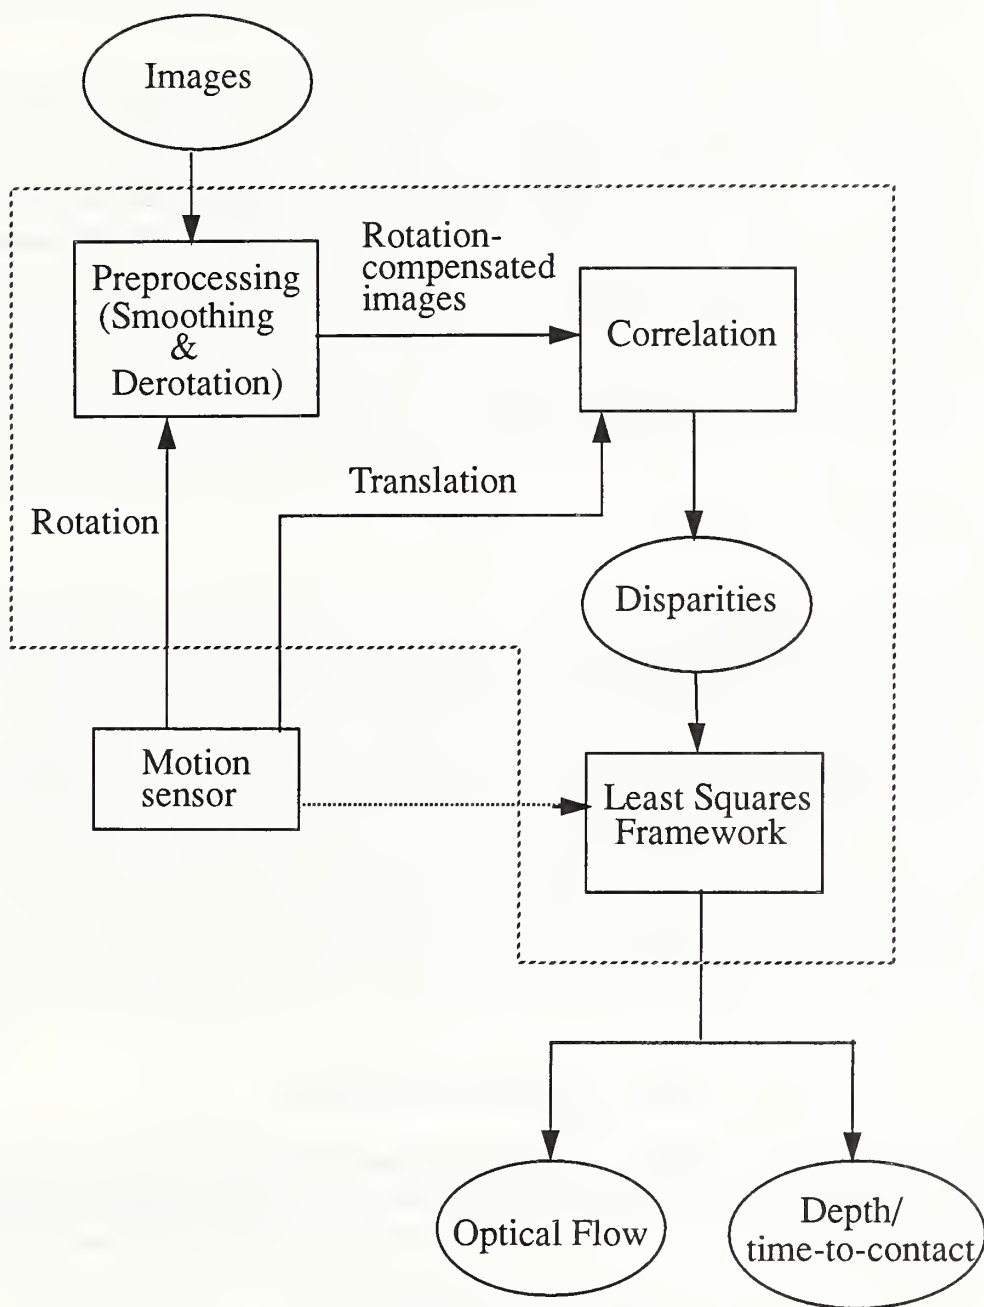 Images
Rotation-
compensated
images
Preprocessing
(Smoothing
&
Derotation)
Correlation
Translation
Rotation
Disparities
Motion
sensor
Least Squares
Framework
Optical Flow
Depth/
time-to-contact